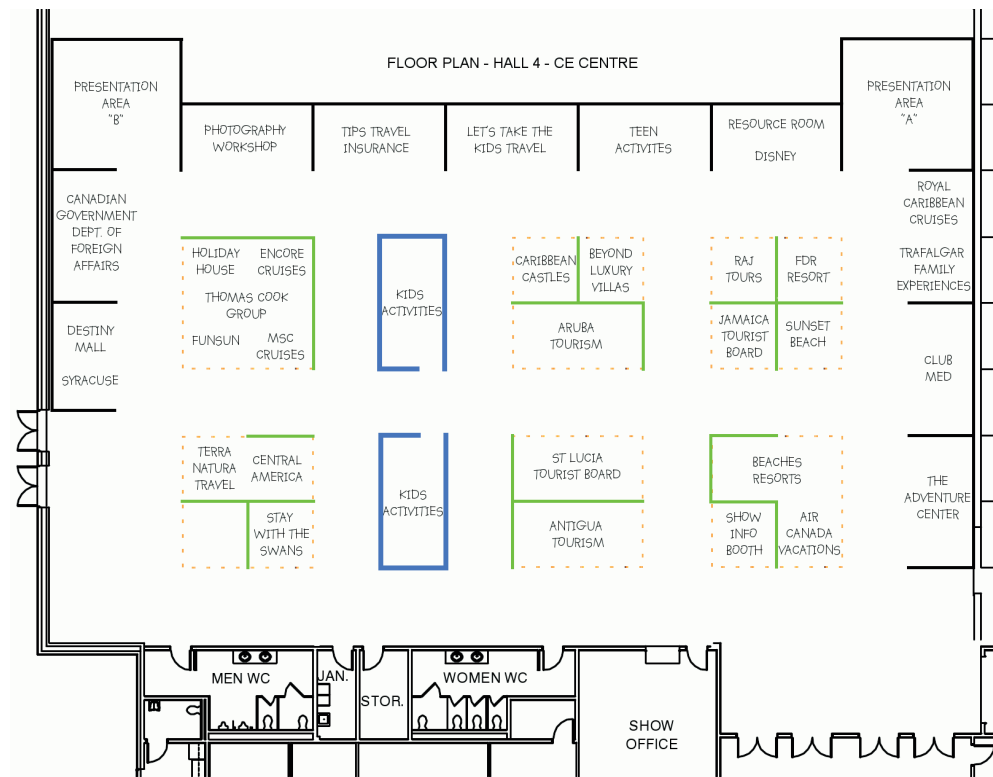 FLOOR PLAN - HALL 4 - CE CENTRE
PRESENTATION
AREA
"B"
PRESENTATION
AREA
"A"
PHOTOGRAPHY
WORKSHOP
TIPS TRAVEL
INSURANCE
LET'S TAKE THE
KIDS TRAVEL
TEEN
ACTIVITES
RESOURCE ROOM
DISNEY
CANADIAN
GOVERNMENT
DEPT. OF
FOREIGN
AFFAIRS
HOLIDAY
HOUSE
ENCORE
CRUISES
THOMAS COOK
GROUP
FUNSUN
MSC
CRUISES
KIDS
ACTIVITIES
CARIBBEAN
CASTLES
BEYOND
LUXURY
VILLAS
ARUBA
TOURISM
RAJ
TOURS
FDR
RESORT
JAMAICA
TOURIST
BOARD
SUNSET
BEACH
ROYAL
CARIBBEAN
CRUISES
TRAFALGAR
FAMILY
EXPERIENCES
DESTINY
MALL
SYRACUSE
CLUB
MED
TERRA
NATURA
TRAVEL
CENTRAL
AMERICA
STAY
WITH THE
SWANS
KIDS
ACTIVITIES
ST LUCIA
TOURIST BOARD
ANTIGUA
TOURISM
BEACHES
RESORTS
SHOW
INFO
BOOTH
AIR
CANADA
VACATIONS
THE
ADVENTURE
CENTER
MEN WC
JAN.
STOR.
WOMEN WC
SHOW
OFFICE